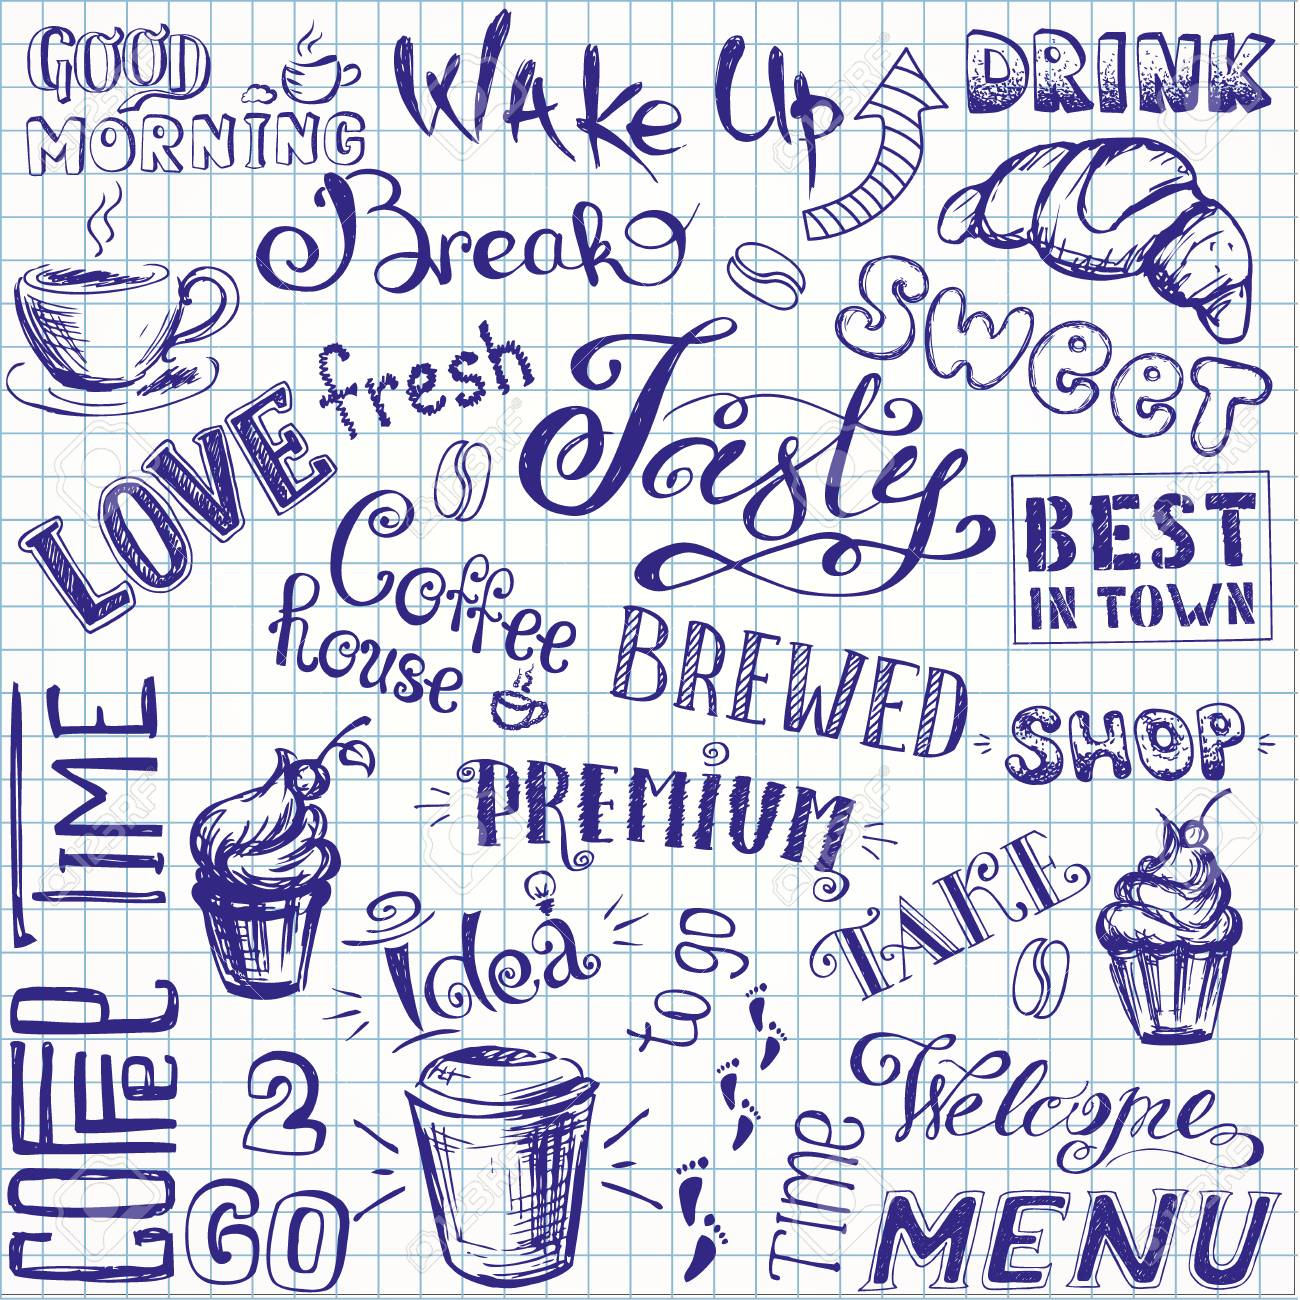 GOOD
MORNING
WAKE UP
DRINK
Break
fresh
Tasty
SWEET
LOVE
Coffee
house
BEST
IN TOWN
BREWED
SHOP
PREMIUM
COFFEE TIME
Idea
to go
TAKE
2
GO
TIME
Welcome
MENU
123RF